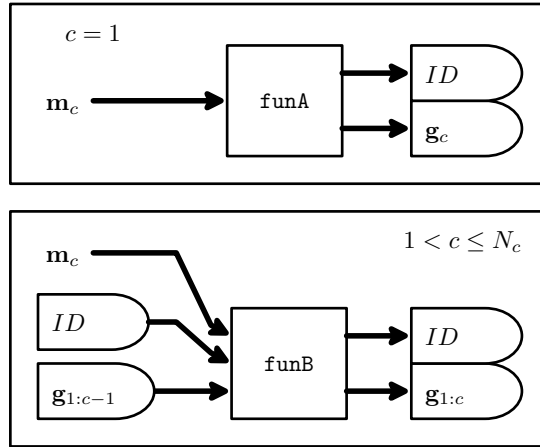 c = 1
m_c
funA
ID
g_c
1 < c ≤ N_c
m_c
ID
g_{1:c−1}
funB
ID
g_{1:c}